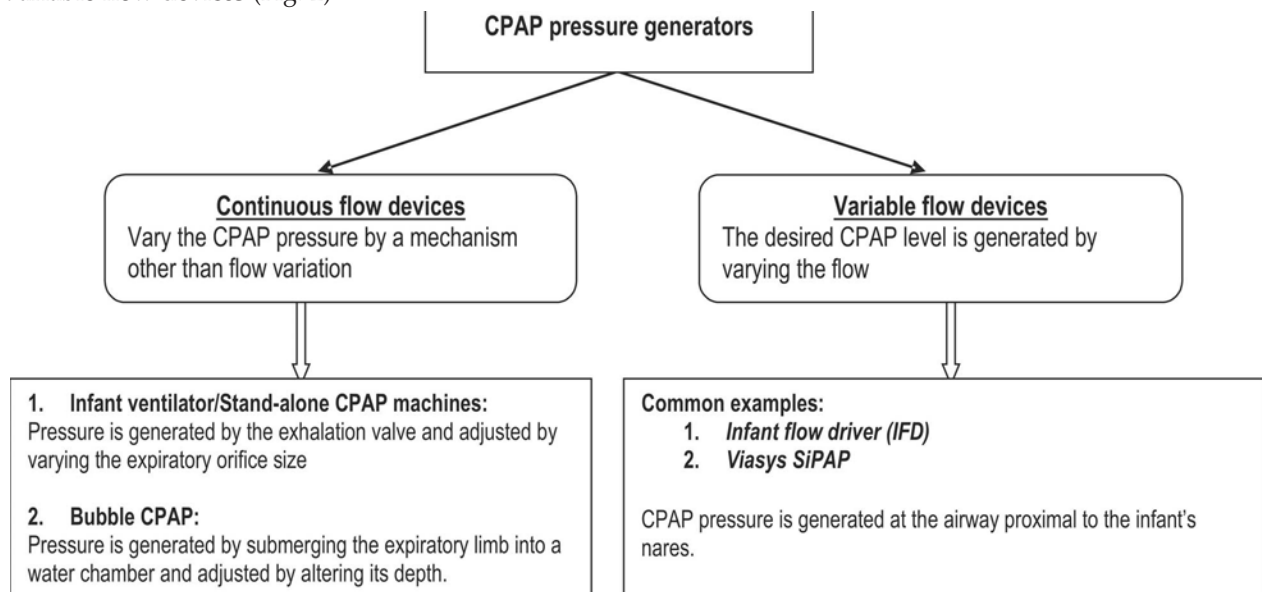 CPAP pressure generators
Continuous flow devices
Vary the CPAP pressure by a mechanism
other than flow variation
Variable flow devices
The desired CPAP level is generated by
varying the flow
1. Infant ventilator/Stand-alone CPAP machines:
Pressure is generated by the exhalation valve and adjusted by
varying the expiratory orifice size
2. Bubble CPAP:
Pressure is generated by submerging the expiratory limb into a
water chamber and adjusted by altering its depth.
Common examples:
1. Infant flow driver (IFD)
2. Viasys SiPAP
CPAP pressure is generated at the airway proximal to the infant's
nares.